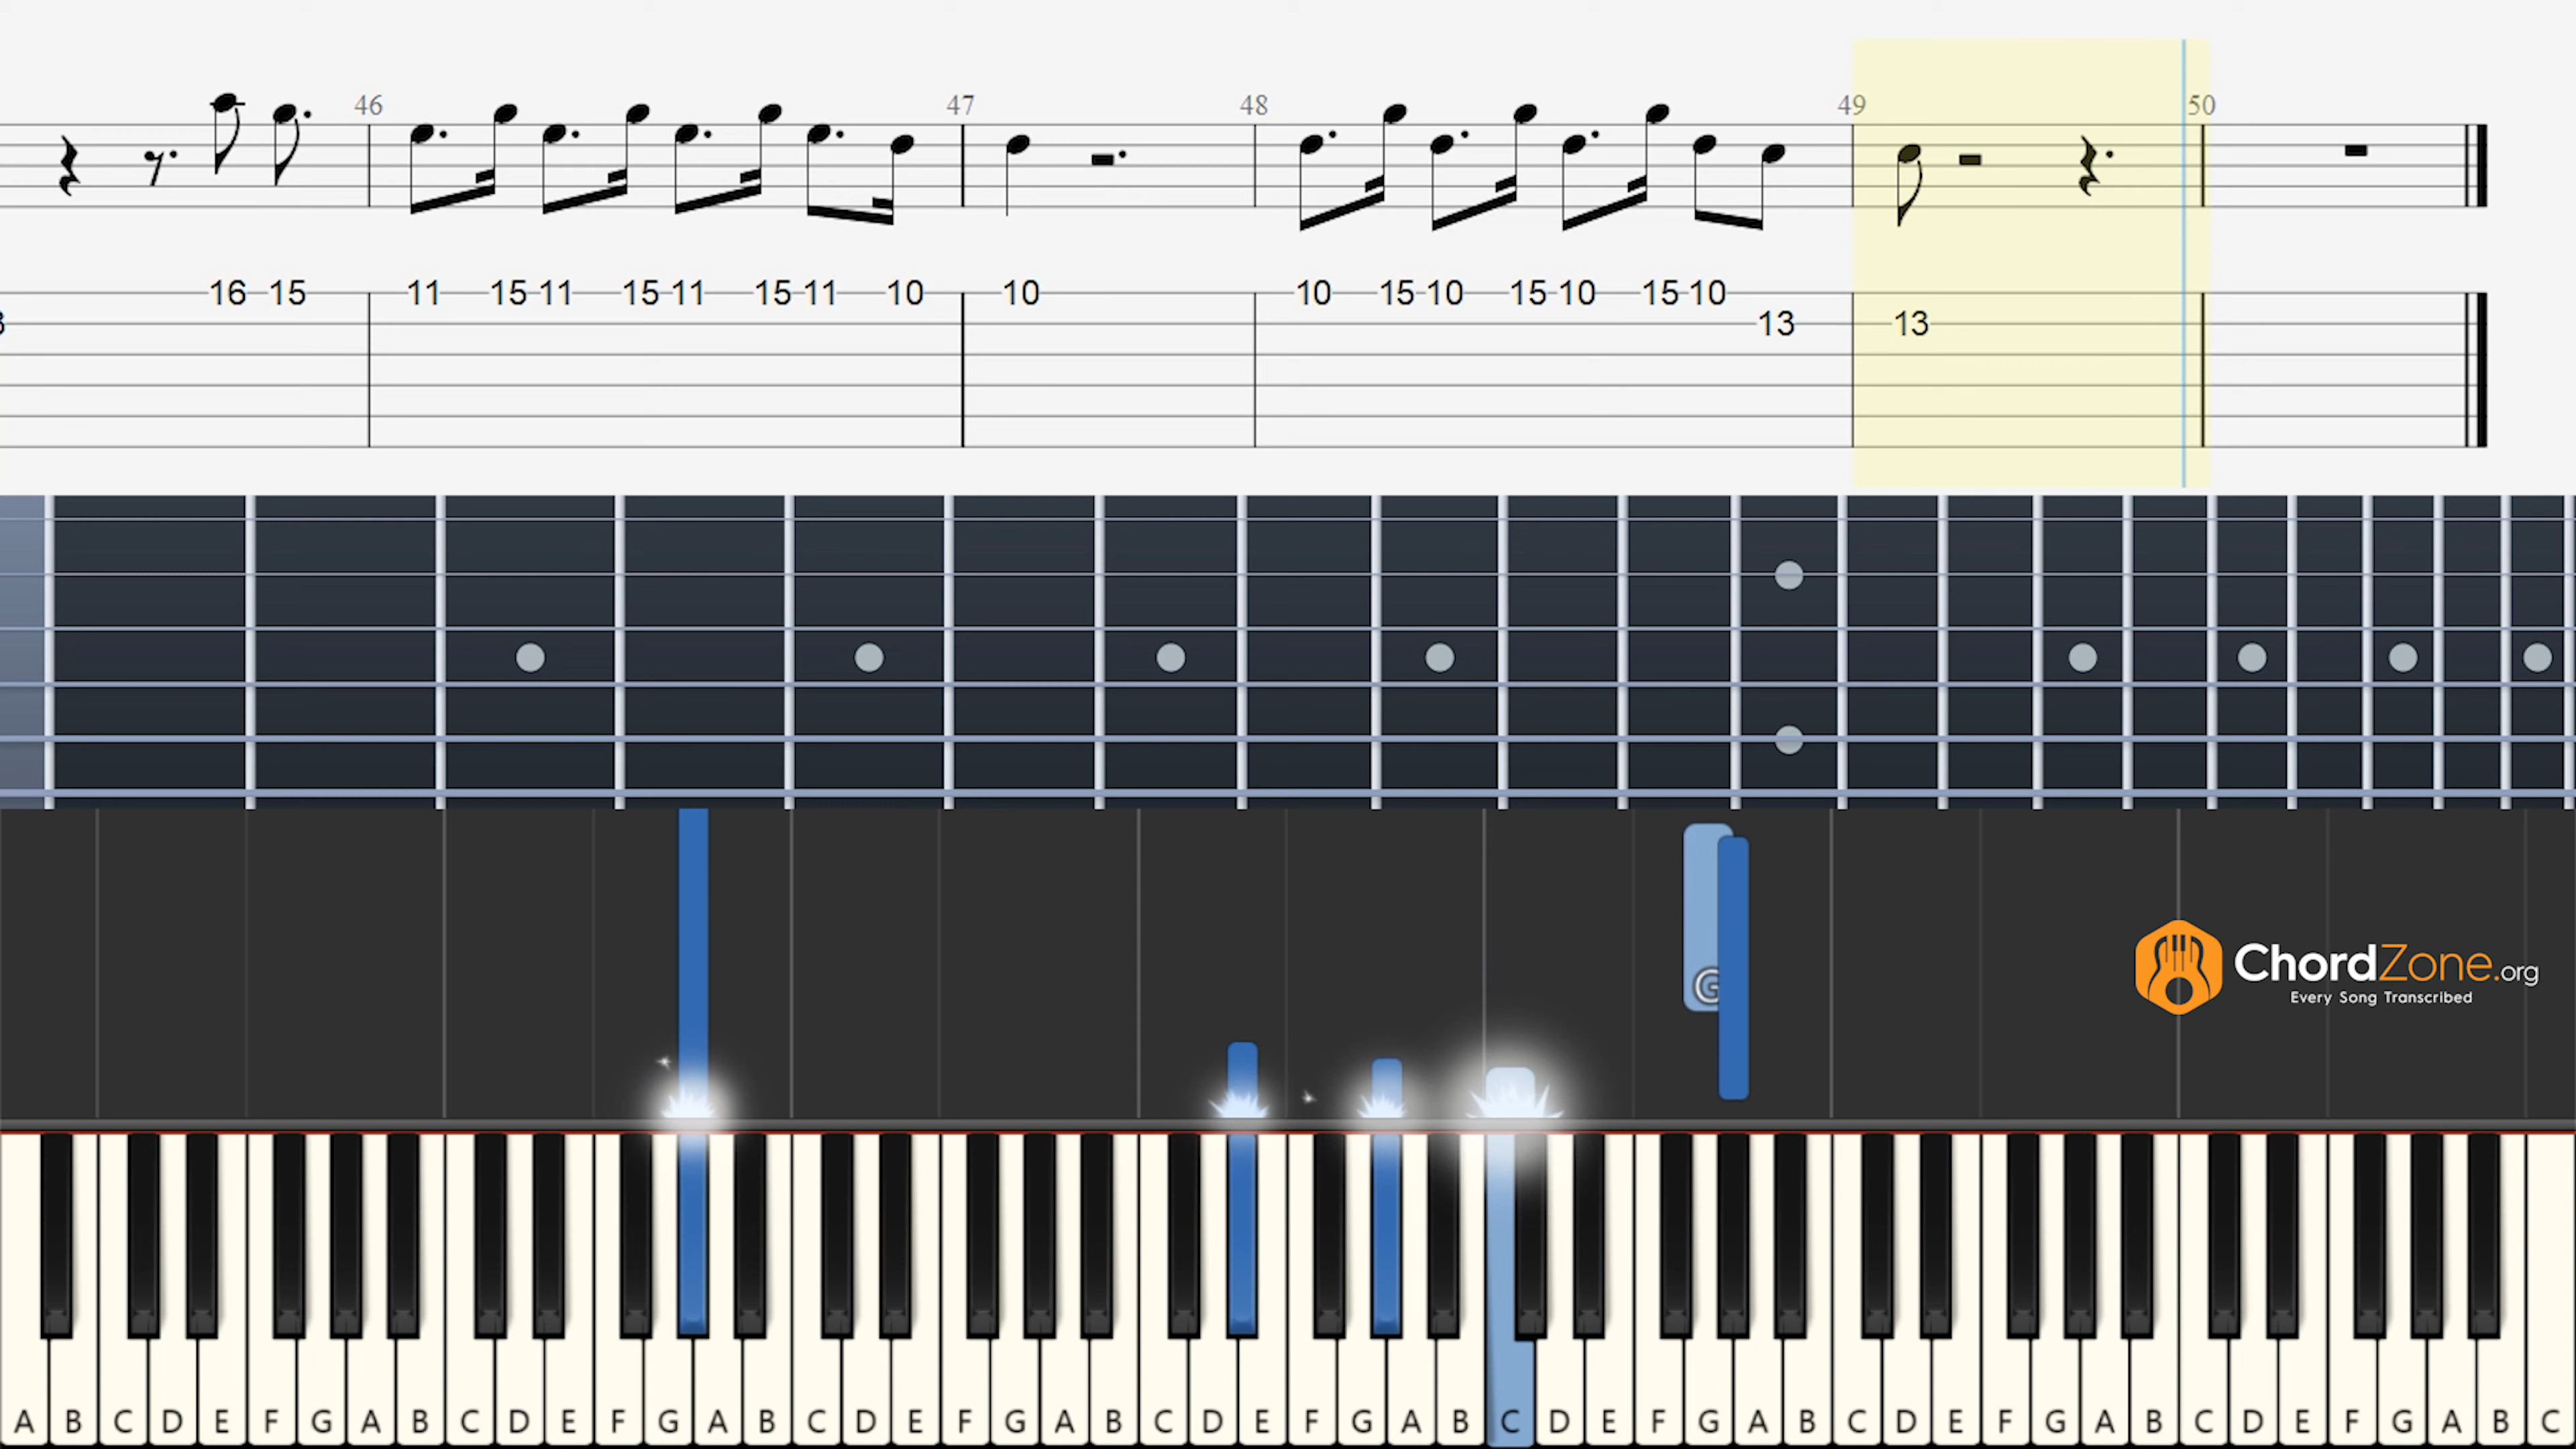 46 47 48 49 50
16 15 11 15 11 15 11 15 11 10 10 10 15 10 15 10 15 10
13 13
G
ChordZone.org
Every Song Transcribed
A B C D E F G A B C D E F G A B C D E F G A B C D E F G A B C D E F G A B C D E F G A B C D E F G A B C